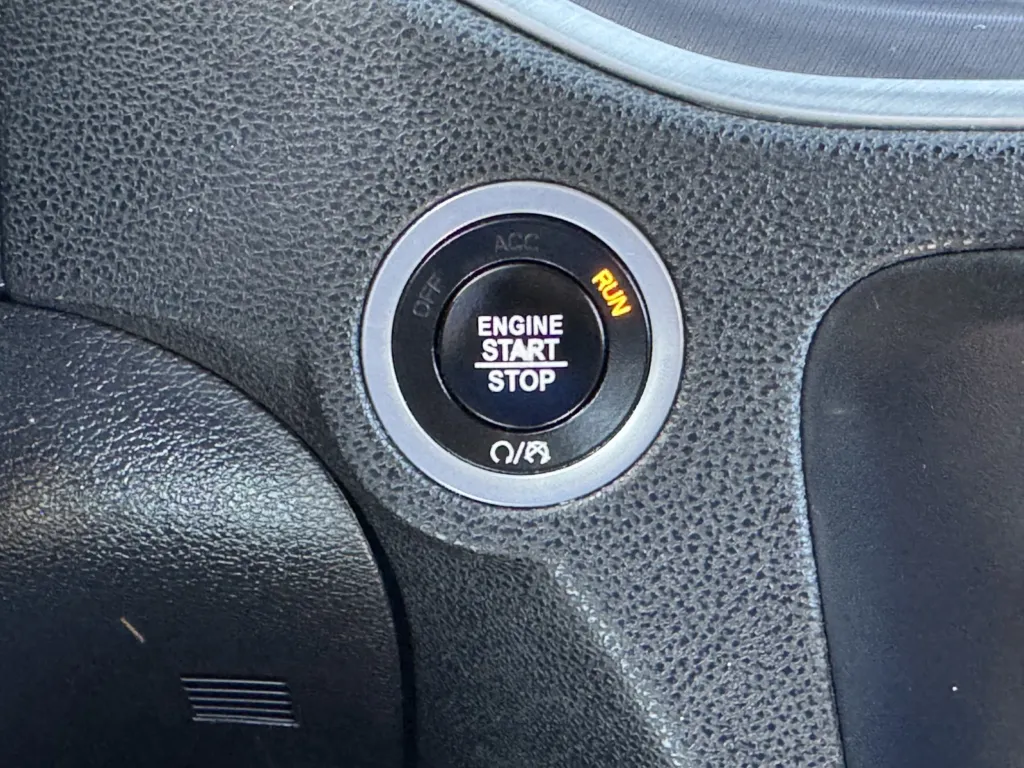 ACC
OFF
RUN
ENGINE
START
STOP